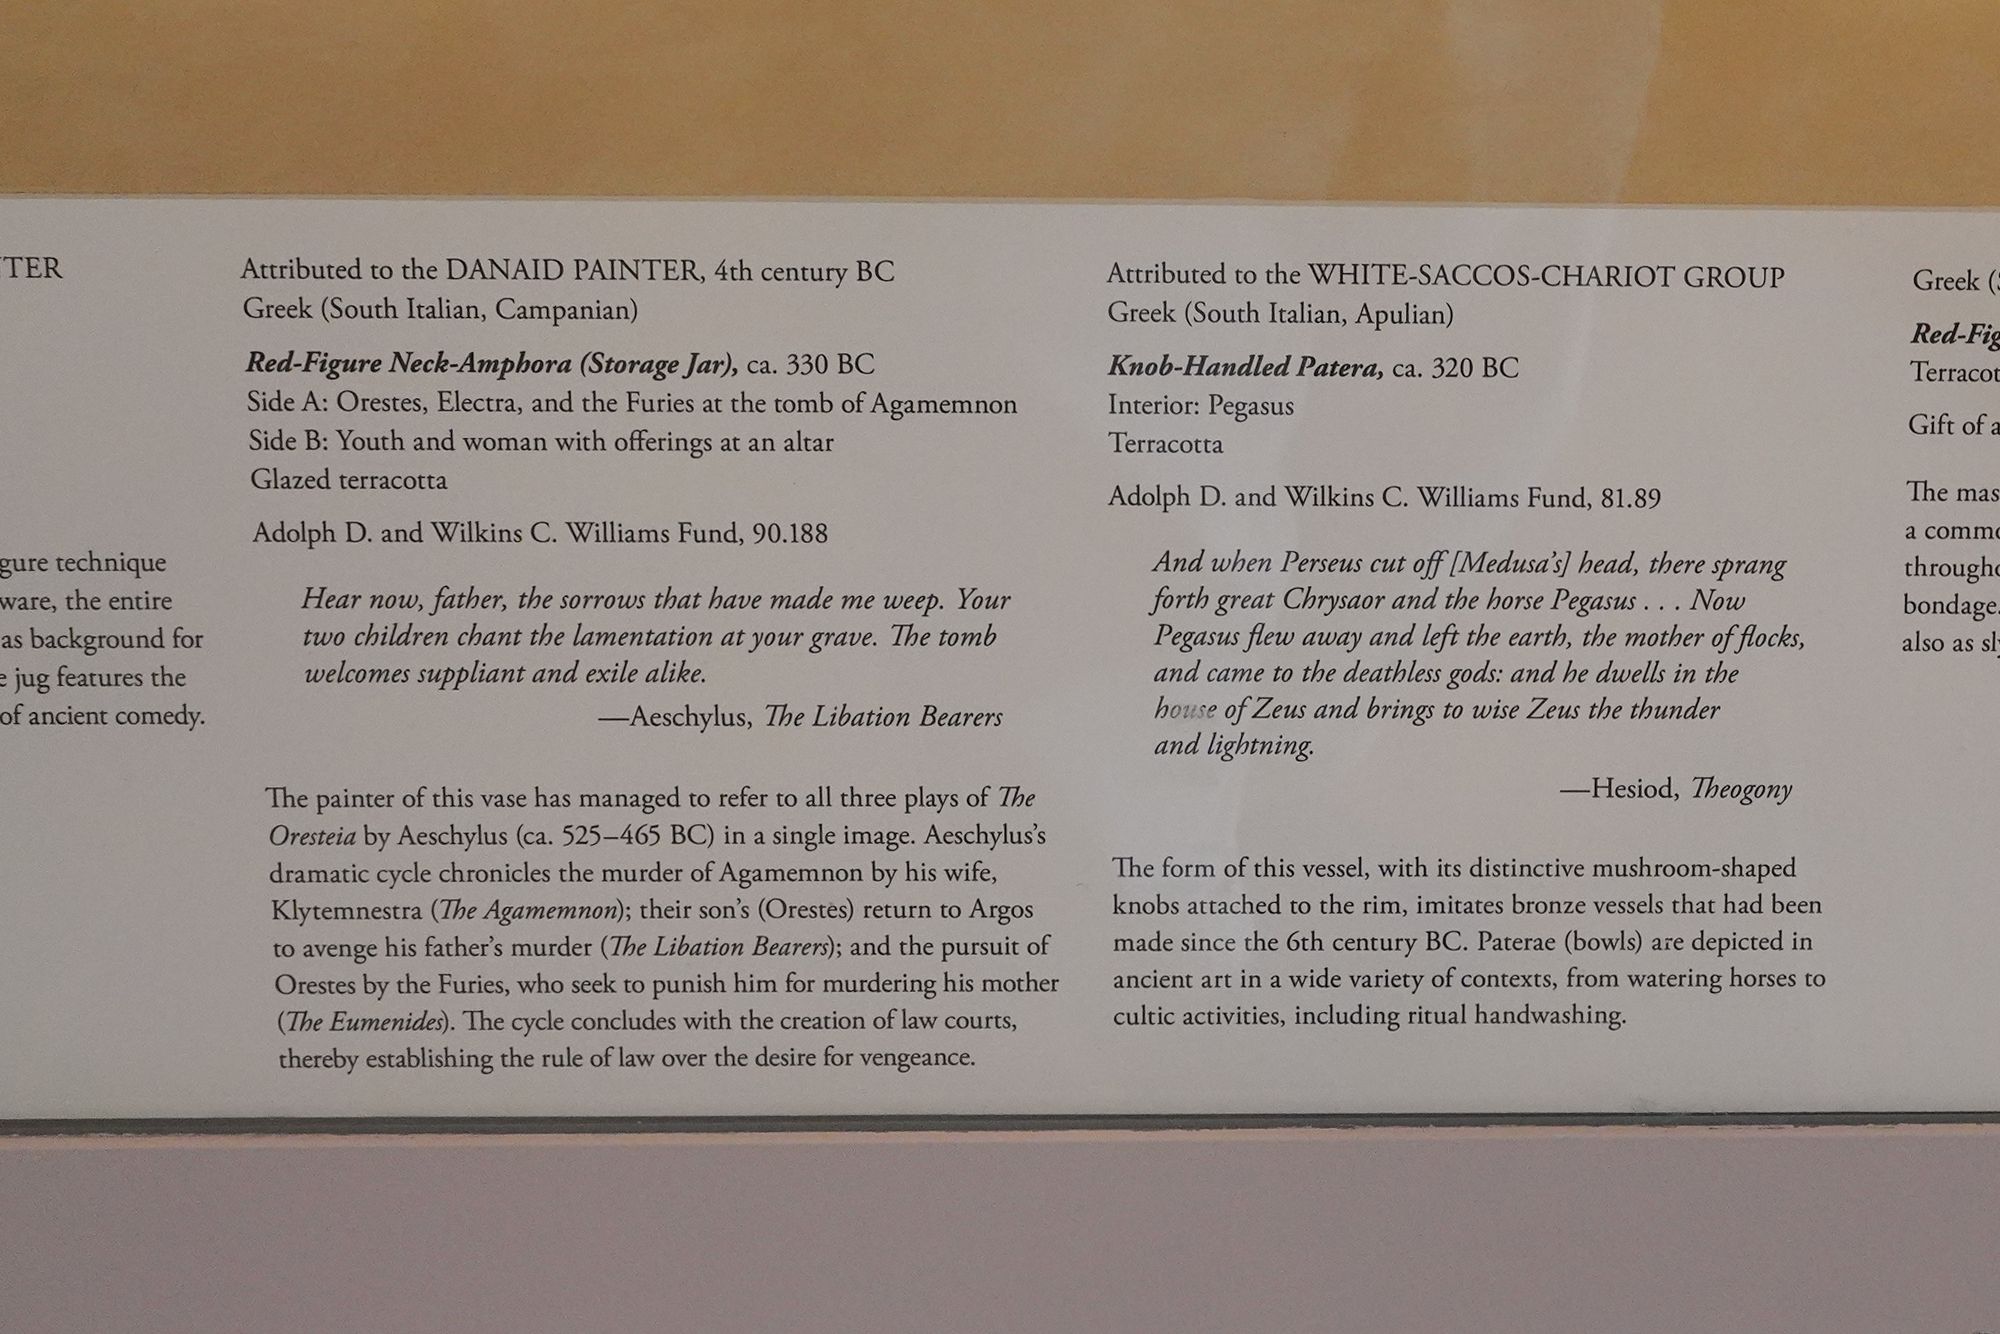 TER
gure technique
ware, the entire
as background for
jug features the
of ancient comedy.
Attributed to the DANAID PAINTER, 4th century BC
Greek (South Italian, Campanian)
Red-Figure Neck-Amphora (Storage Jar), ca. 330 BC
Side A: Orestes, Electra, and the Furies at the tomb of Agamemnon
Side B: Youth and woman with offerings at an altar
Glazed terracotta
Adolph D. and Wilkins C. Williams Fund, 90.188
Hear now, father, the sorrows that have made me weep. Your
two children chant the lamentation at your grave. The tomb
welcomes suppliant and exile alike.
—Aeschylus, The Libation Bearers
The painter of this vase has managed to refer to all three plays of The
Oresteia by Aeschylus (ca. 525–465 BC) in a single image. Aeschylus's
dramatic cycle chronicles the murder of Agamemnon by his wife,
Klytemnestra (The Agamemnon); their son's (Orestes) return to Argos
to avenge his father's murder (The Libation Bearers); and the pursuit of
Orestes by the Furies, who seek to punish him for murdering his mother
(The Eumenides). The cycle concludes with the creation of law courts,
thereby establishing the rule of law over the desire for vengeance.
Attributed to the WHITE-SACCOS-CHARIOT GROUP
Greek (South Italian, Apulian)
Knob-Handled Patera, ca. 320 BC
Interior: Pegasus
Terracotta
Adolph D. and Wilkins C. Williams Fund, 81.89
And when Perseus cut off [Medusa's] head, there sprang
forth great Chrysaor and the horse Pegasus . . . Now
Pegasus flew away and left the earth, the mother of flocks,
and came to the deathless gods: and he dwells in the
house of Zeus and brings to wise Zeus the thunder
and lightning.
—Hesiod, Theogony
The form of this vessel, with its distinctive mushroom-shaped
knobs attached to the rim, imitates bronze vessels that had been
made since the 6th century BC. Paterae (bowls) are depicted in
ancient art in a wide variety of contexts, from watering horses to
cultic activities, including ritual handwashing.
Greek (
Red-Fig
Terracot
Gift of a
The mas
a comm
through
bondage.
also as sl